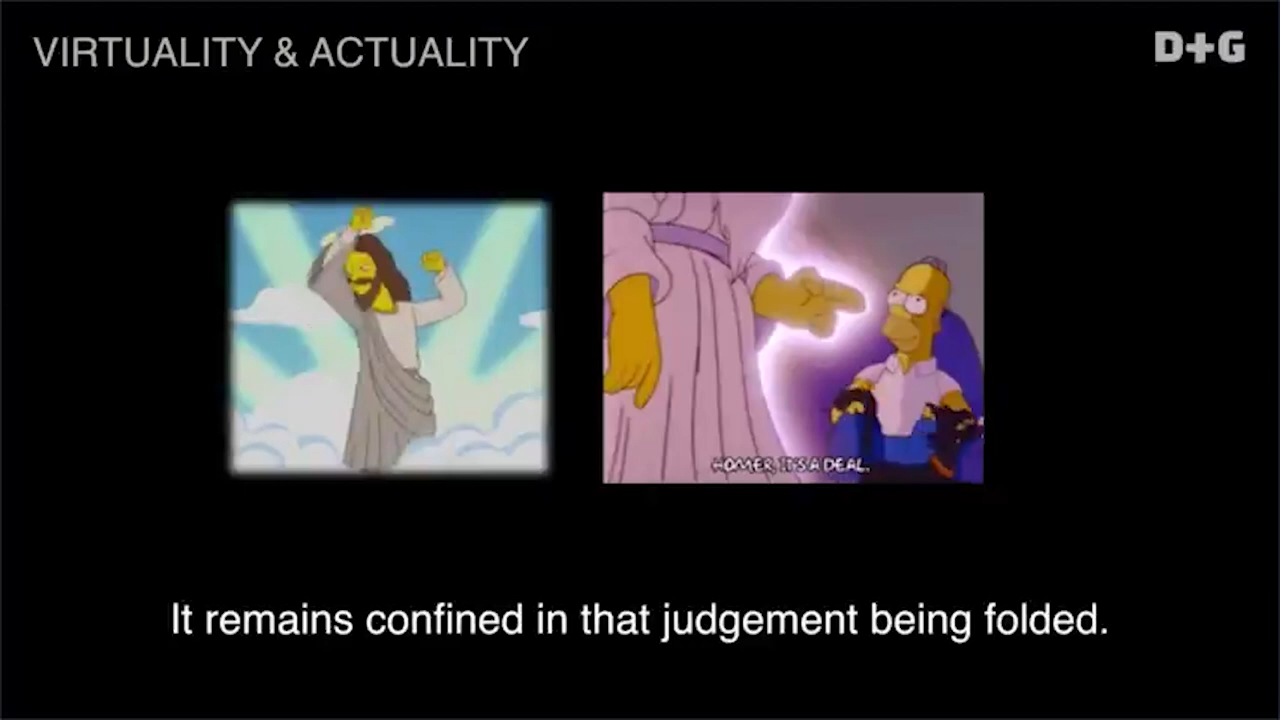 VIRTUALITY & ACTUALITY
D+G
HOMER, IT'S A DEAL.
It remains confined in that judgement being folded.